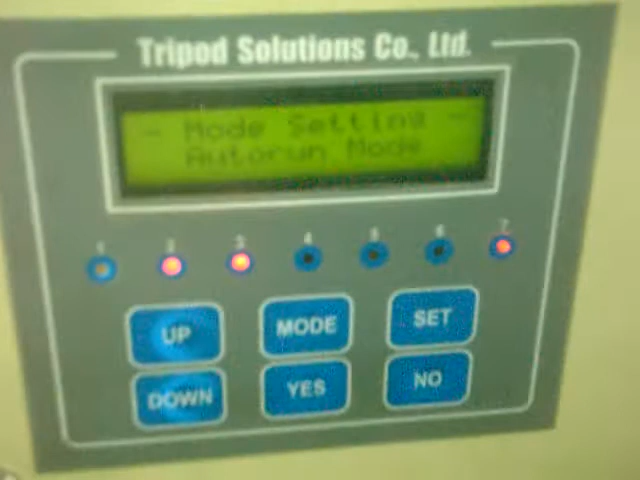 Tripod Solutions Co., Ltd.
- Mode Setting -
Autorun Mode
1 2 3 4 5 6 7
UP MODE SET
DOWN YES NO